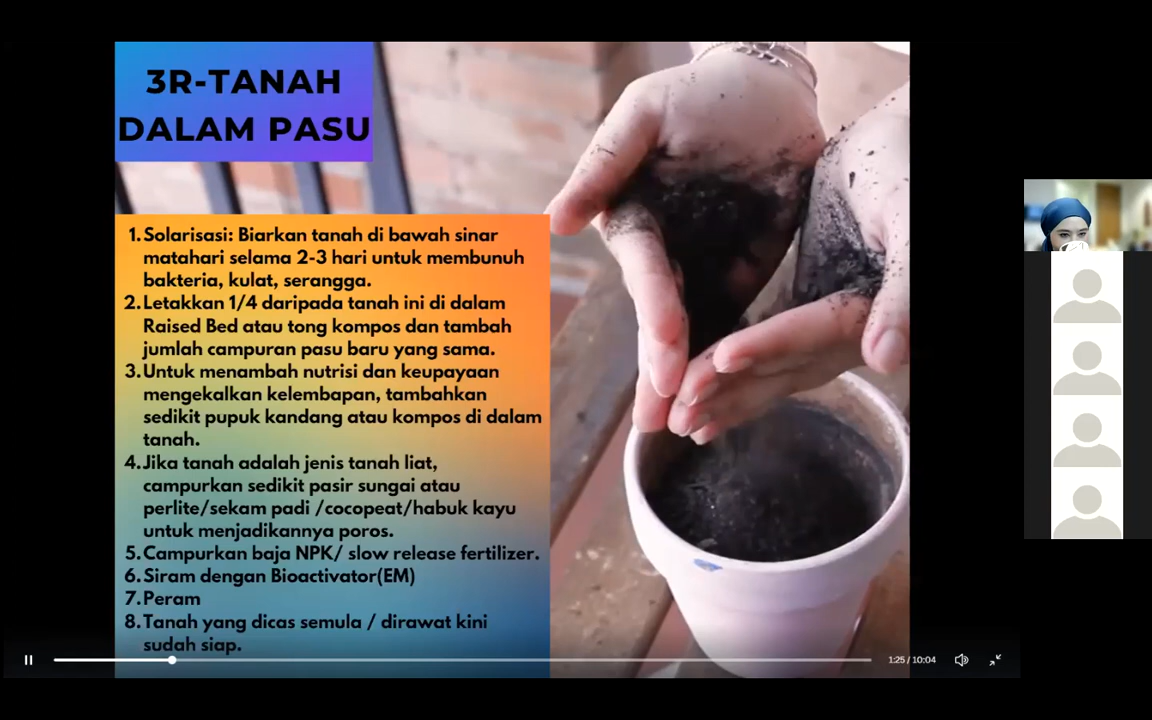 3R-TANAH
DALAM PASU
1. Solarisasi: Biarkan tanah di bawah sinar
matahari selama 2-3 hari untuk membunuh
bakteria, kulat, serangga.
2. Letakkan 1/4 daripada tanah ini di dalam
Raised Bed atau tong kompos dan tambah
jumlah campuran pasu baru yang sama.
3. Untuk menambah nutrisi dan keupayaan
mengekalkan kelembapan, tambahkan
sedikit pupuk kandang atau kompos di dalam
tanah.
4. Jika tanah adalah jenis tanah liat,
campurkan sedikit pasir sungai atau
perlite/sekam padi /cocopeat/habuk kayu
untuk menjadikannya poros.
5. Campurkan baja NPK/ slow release fertilizer.
6. Siram dengan Bioactivator(EM)
7. Peram
8. Tanah yang dicas semula / dirawat kini
sudah siap.
1:25 / 10:04